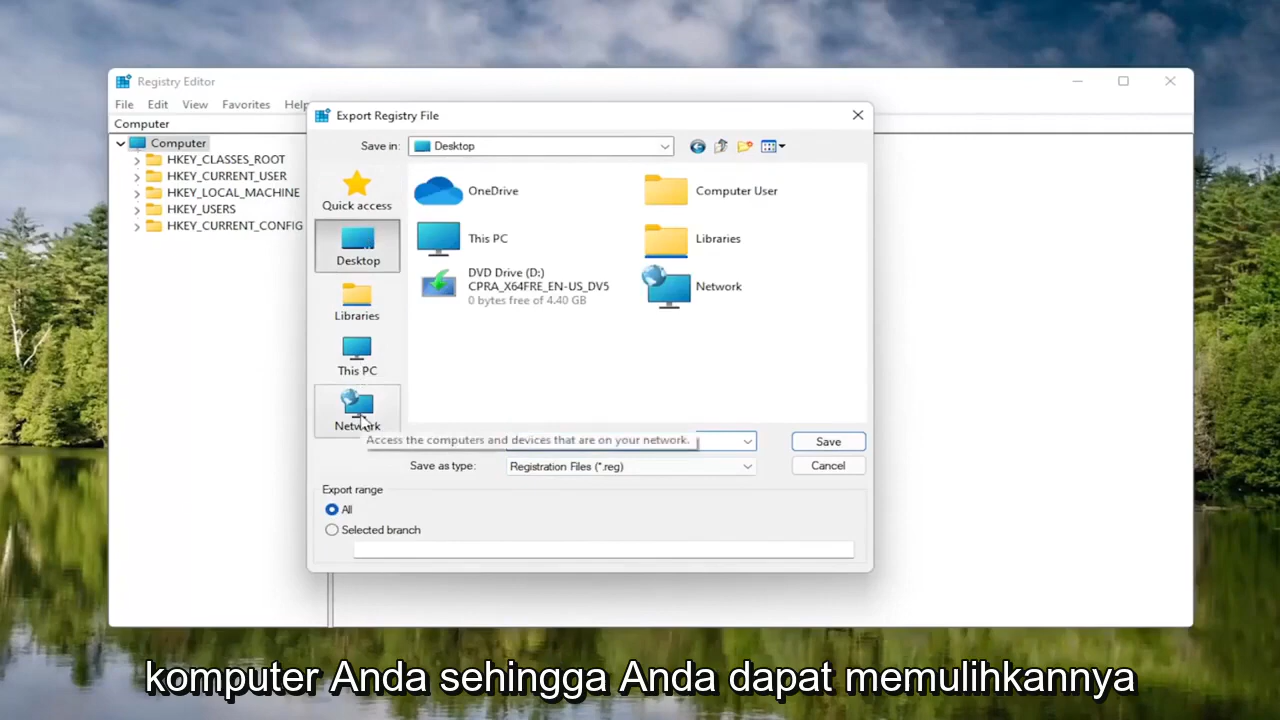 Registry Editor
File Edit View Favorites Help
Computer
Computer
HKEY_CLASSES_ROOT
HKEY_CURRENT_USER
HKEY_LOCAL_MACHINE
HKEY_USERS
HKEY_CURRENT_CONFIG
Export Registry File
Save in: Desktop
Quick access
Desktop
Libraries
This PC
Network
OneDrive
Computer User
This PC
Libraries
DVD Drive (D:)
CPRA_X64FRE_EN-US_DV5
0 bytes free of 4.40 GB
Network
Access the computers and devices that are on your network.
Save
Save as type: Registration Files (*.reg)
Cancel
Export range
All
Selected branch
komputer Anda sehingga Anda dapat memulihkannya